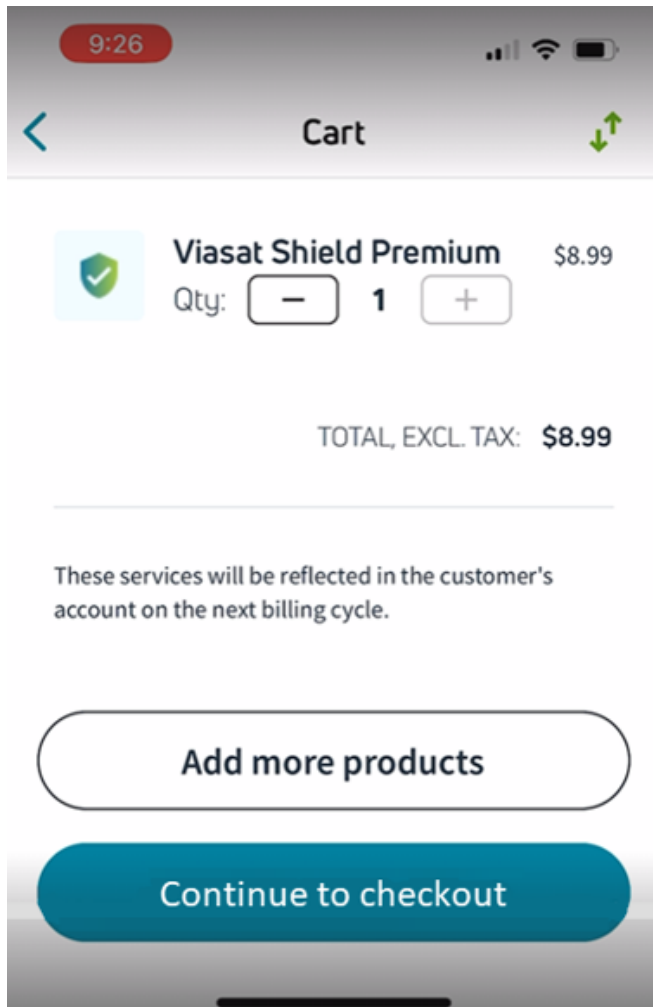 9:26
Cart
Viasat Shield Premium $8.99
Qty: − 1 +
TOTAL, EXCL. TAX: $8.99
These services will be reflected in the customer's
account on the next billing cycle.
Add more products
Continue to checkout